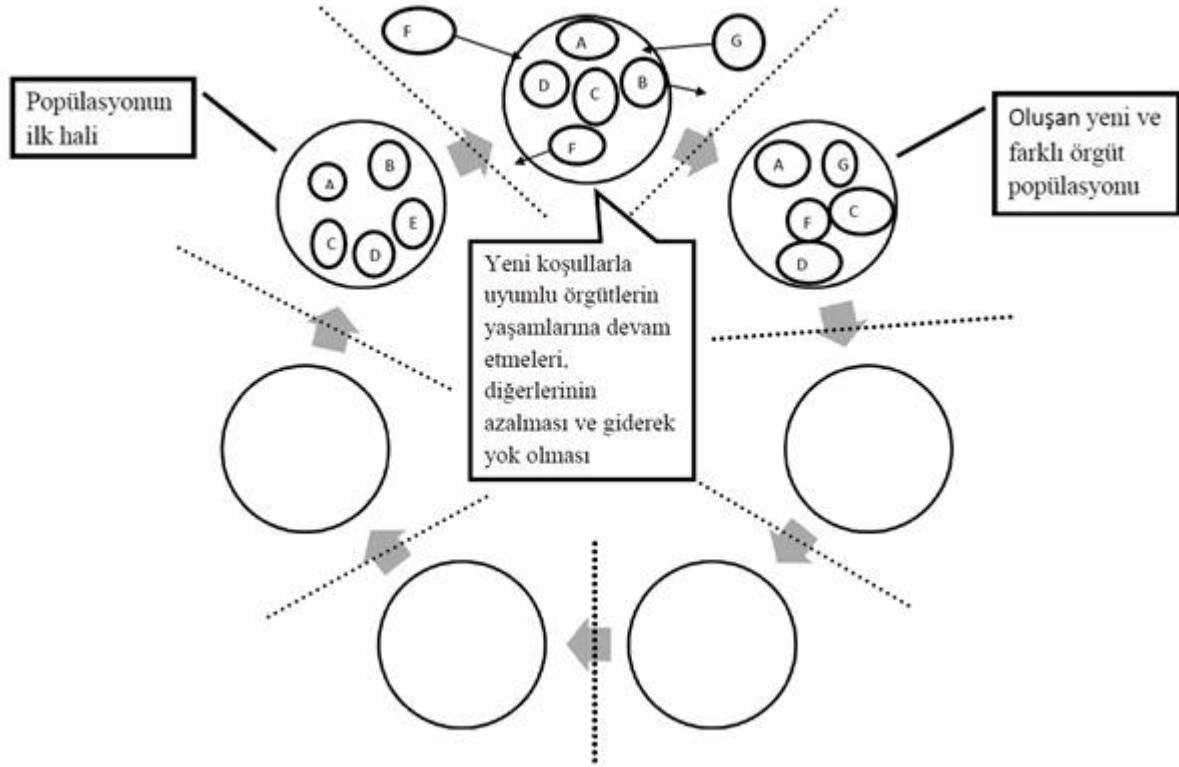 F
A
G
D
C
B
F
Popülasyonun
ilk hali
A
B
C
D
E
Oluşan yeni ve
farklı örgüt
popülasyonu
A
G
F
C
D
Yeni koşullarla
uyumlu örgütlerin
yaşamlarına devam
etmeleri,
diğerlerinin
azalması ve giderek
yok olması